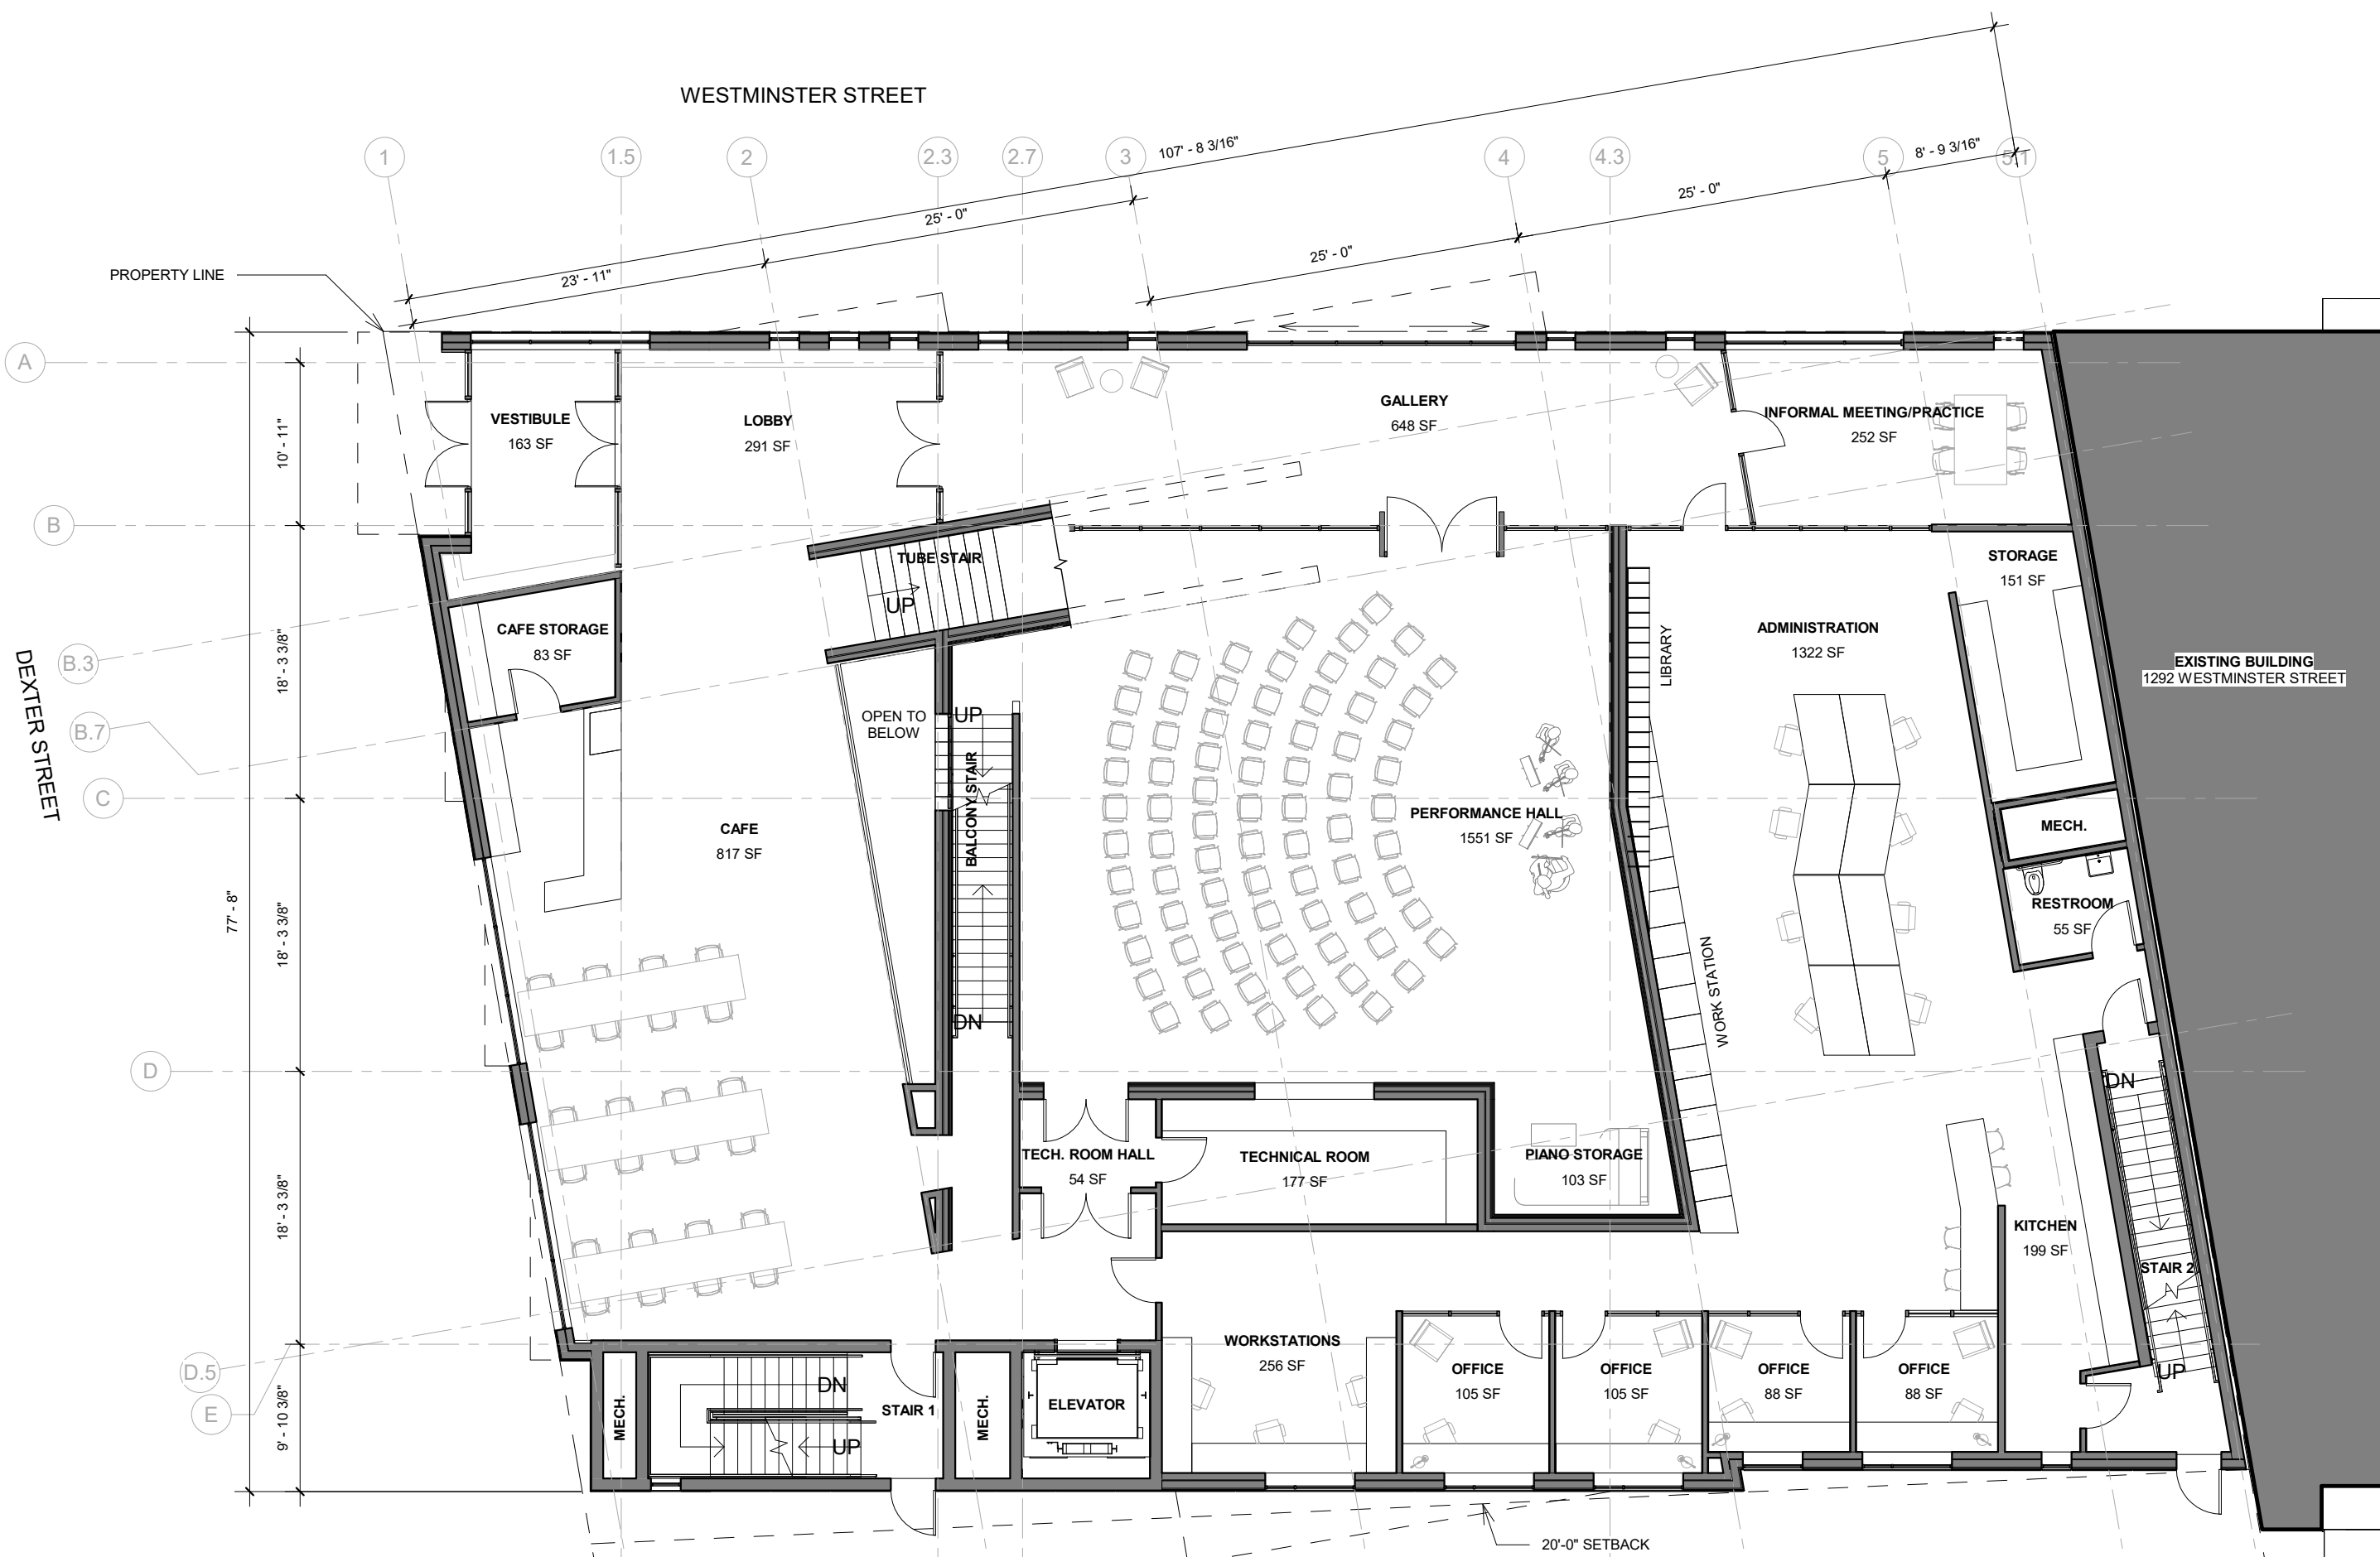 WESTMINSTER STREET
107' - 8 3/16"
1
1.5
2
2.3
2.7
3
4
4.3
5
5.1
8' - 9 3/16"
25' - 0"
25' - 0"
25' - 0"
23' - 11"
PROPERTY LINE
A
B
B.3
B.7
C
D
D.5
E
DEXTER STREET
77' - 8"
10' - 11"
18' - 3 3/8"
18' - 3 3/8"
18' - 3 3/8"
9' - 10 3/8"
VESTIBULE
163 SF
LOBBY
291 SF
GALLERY
648 SF
INFORMAL MEETING/PRACTICE
252 SF
TUBE STAIR
UP
STORAGE
151 SF
CAFE STORAGE
83 SF
ADMINISTRATION
1322 SF
LIBRARY
EXISTING BUILDING
1292 WESTMINSTER STREET
OPEN TO
BELOW
UP
BALCONY STAIR
DN
CAFE
817 SF
PERFORMANCE HALL
1551 SF
MECH.
RESTROOM
55 SF
WORK STATION
DN
TECH. ROOM HALL
54 SF
TECHNICAL ROOM
177 SF
PIANO STORAGE
103 SF
KITCHEN
199 SF
STAIR 2
UP
WORKSTATIONS
256 SF
OFFICE
105 SF
OFFICE
105 SF
OFFICE
88 SF
OFFICE
88 SF
MECH.
DN
UP
STAIR 1
MECH.
ELEVATOR
20'-0" SETBACK